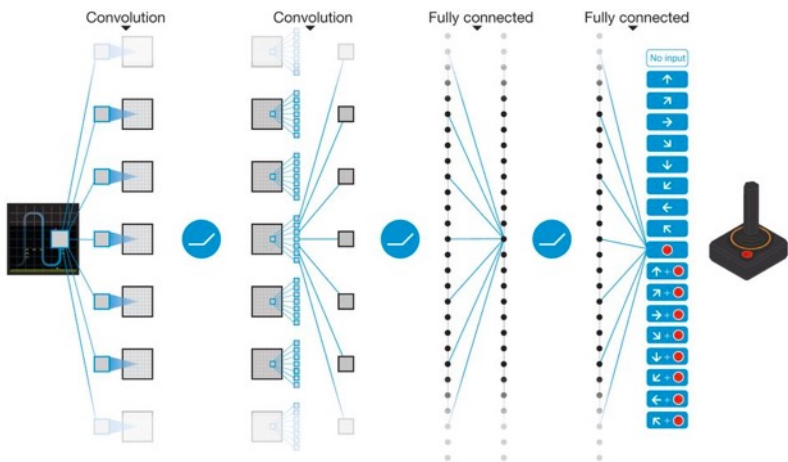 Convolution
Convolution
Fully connected
Fully connected
No input
+
+
+
+
+
+
+
+